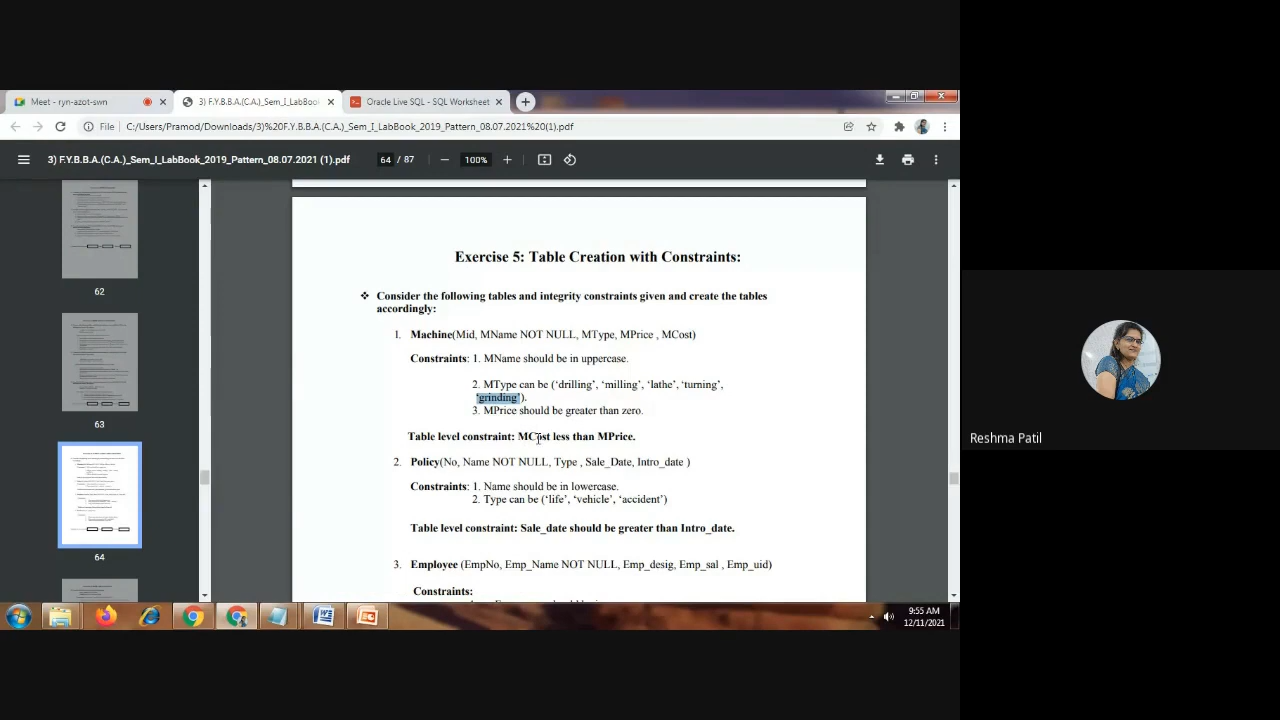 Meet - ryn-azot-swn
3) F.Y.B.B.A.(C.A.)_Sem_I_LabBoo
Oracle Live SQL - SQL Worksheet
File
C:/Users/Pramod/Downloads/3)%20F.Y.B.B.A.(C.A.)_Sem_I_LabBook_2019_Pattern_08.07.2021%20(1).pdf
3) F.Y.B.B.A.(C.A.)_Sem_I_LabBook_2019_Pattern_08.07.2021 (1).pdf
64 / 87
100%
62
63
64
Exercise 5: Table Creation with Constraints:
❖ Consider the following tables and integrity constraints given and create the tables
accordingly:
1. Machine(Mid, MName NOT NULL, MType, MPrice , MCost)
Constraints: 1. MName should be in uppercase.
2. MType can be (‘drilling’, ‘milling’, ‘lathe’, ‘turning’,
‘grinding’).
3. MPrice should be greater than zero.
Table level constraint: MCost less than MPrice.
2. Policy(No, Name NOT NULL, Type , Sale_Date, Intro_date )
Constraints: 1. Name should be in lowercase.
2. Type can be (‘life’, ‘vehicle’, ‘accident’)
Table level constraint: Sale_date should be greater than Intro_date.
3. Employee (EmpNo, Emp_Name NOT NULL, Emp_desig, Emp_sal , Emp_uid)
Constraints:
Reshma Patil
9:55 AM
12/11/2021